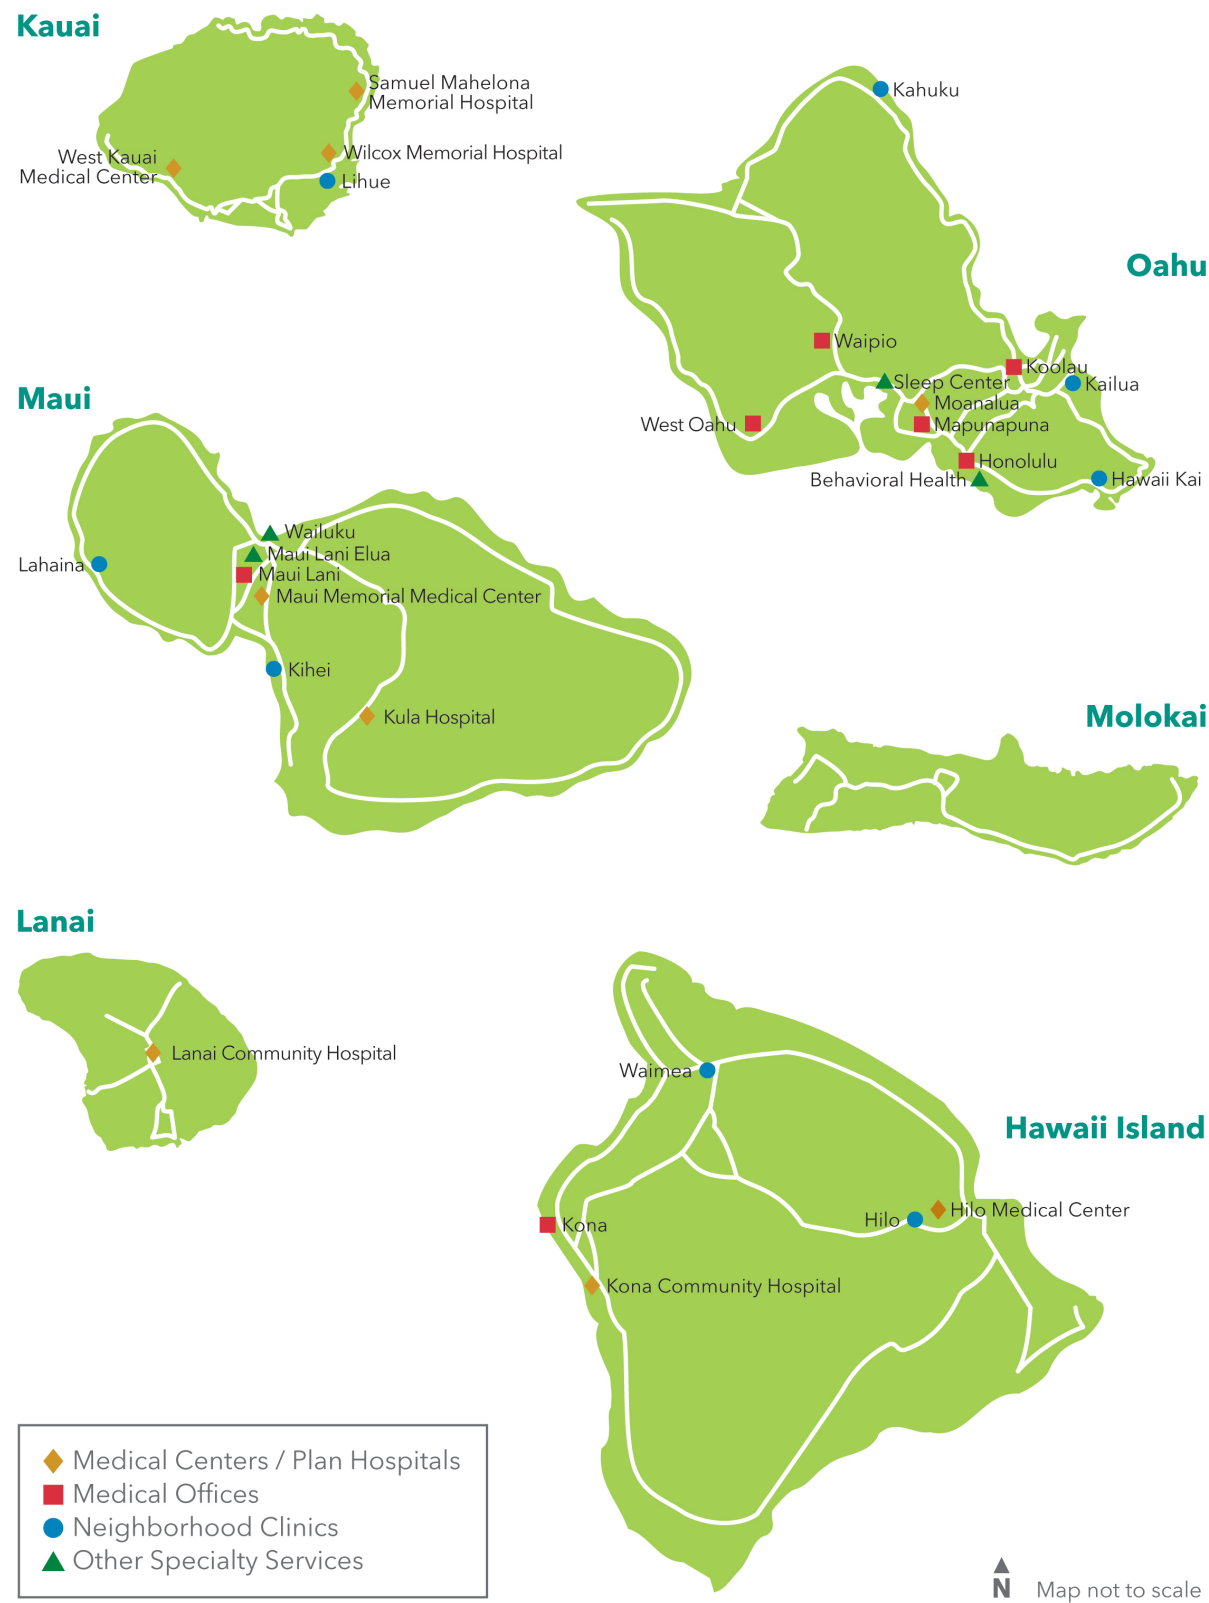 Kauai
Samuel Mahelona
Memorial Hospital
West Kauai
Medical Center
Wilcox Memorial Hospital
Lihue
Oahu
Kahuku
Waipio
Koolau
Sleep Center
Kailua
Moanalua
West Oahu
Mapunapuna
Honolulu
Behavioral Health
Hawaii Kai
Maui
Wailuku
Maui Lani Elua
Lahaina
Maui Lani
Maui Memorial Medical Center
Kihei
Kula Hospital
Molokai
Lanai
Lanai Community Hospital
Hawaii Island
Waimea
Hilo Medical Center
Hilo
Kona
Kona Community Hospital
Medical Centers / Plan Hospitals
Medical Offices
Neighborhood Clinics
Other Specialty Services
N
Map not to scale